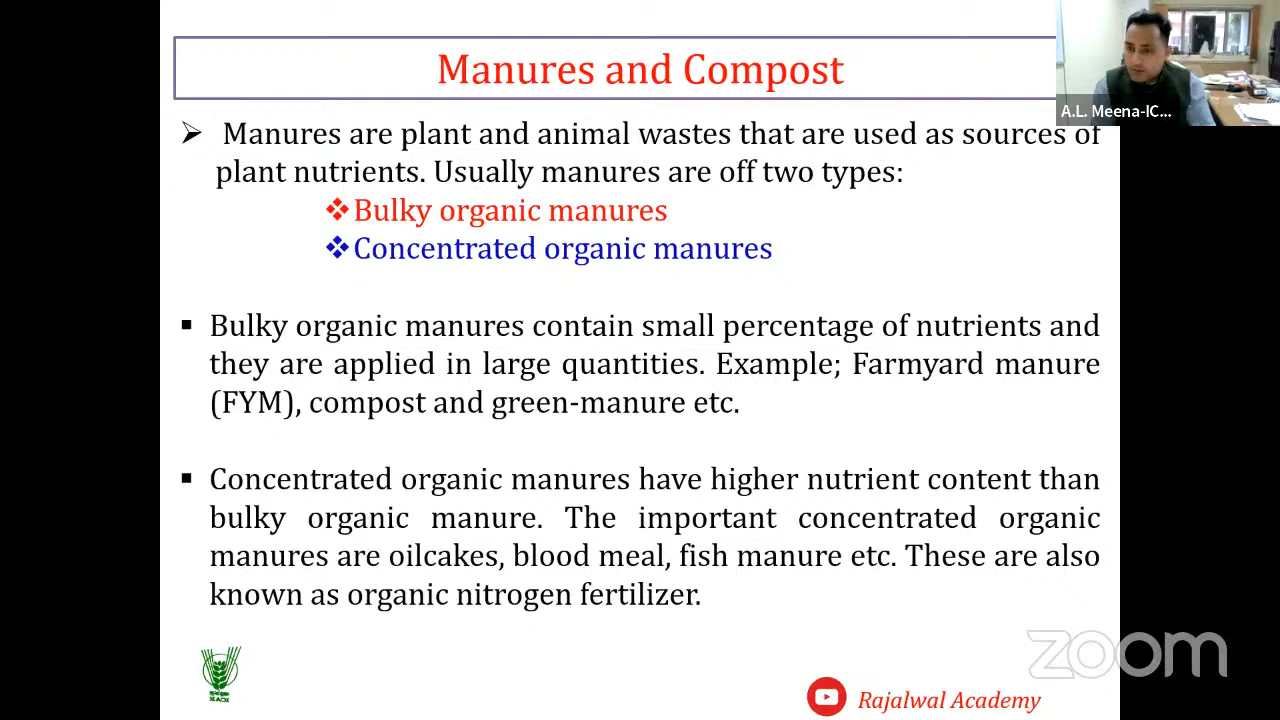 Manures and Compost
A.L. Meena-IC...
Manures are plant and animal wastes that are used as sources of
plant nutrients. Usually manures are off two types:
Bulky organic manures
Concentrated organic manures
Bulky organic manures contain small percentage of nutrients and
they are applied in large quantities. Example; Farmyard manure
(FYM), compost and green-manure etc.
Concentrated organic manures have higher nutrient content than
bulky organic manure. The important concentrated organic
manures are oilcakes, blood meal, fish manure etc. These are also
known as organic nitrogen fertilizer.
zoom
Rajalwal Academy